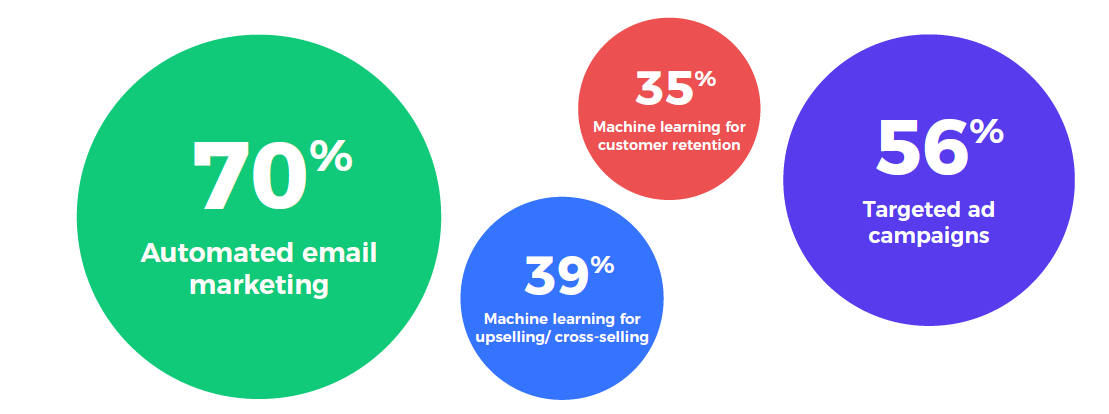 70%
Automated email
marketing
39%
Machine learning for
upselling/ cross-selling
35%
Machine learning for
customer retention
56%
Targeted ad
campaigns